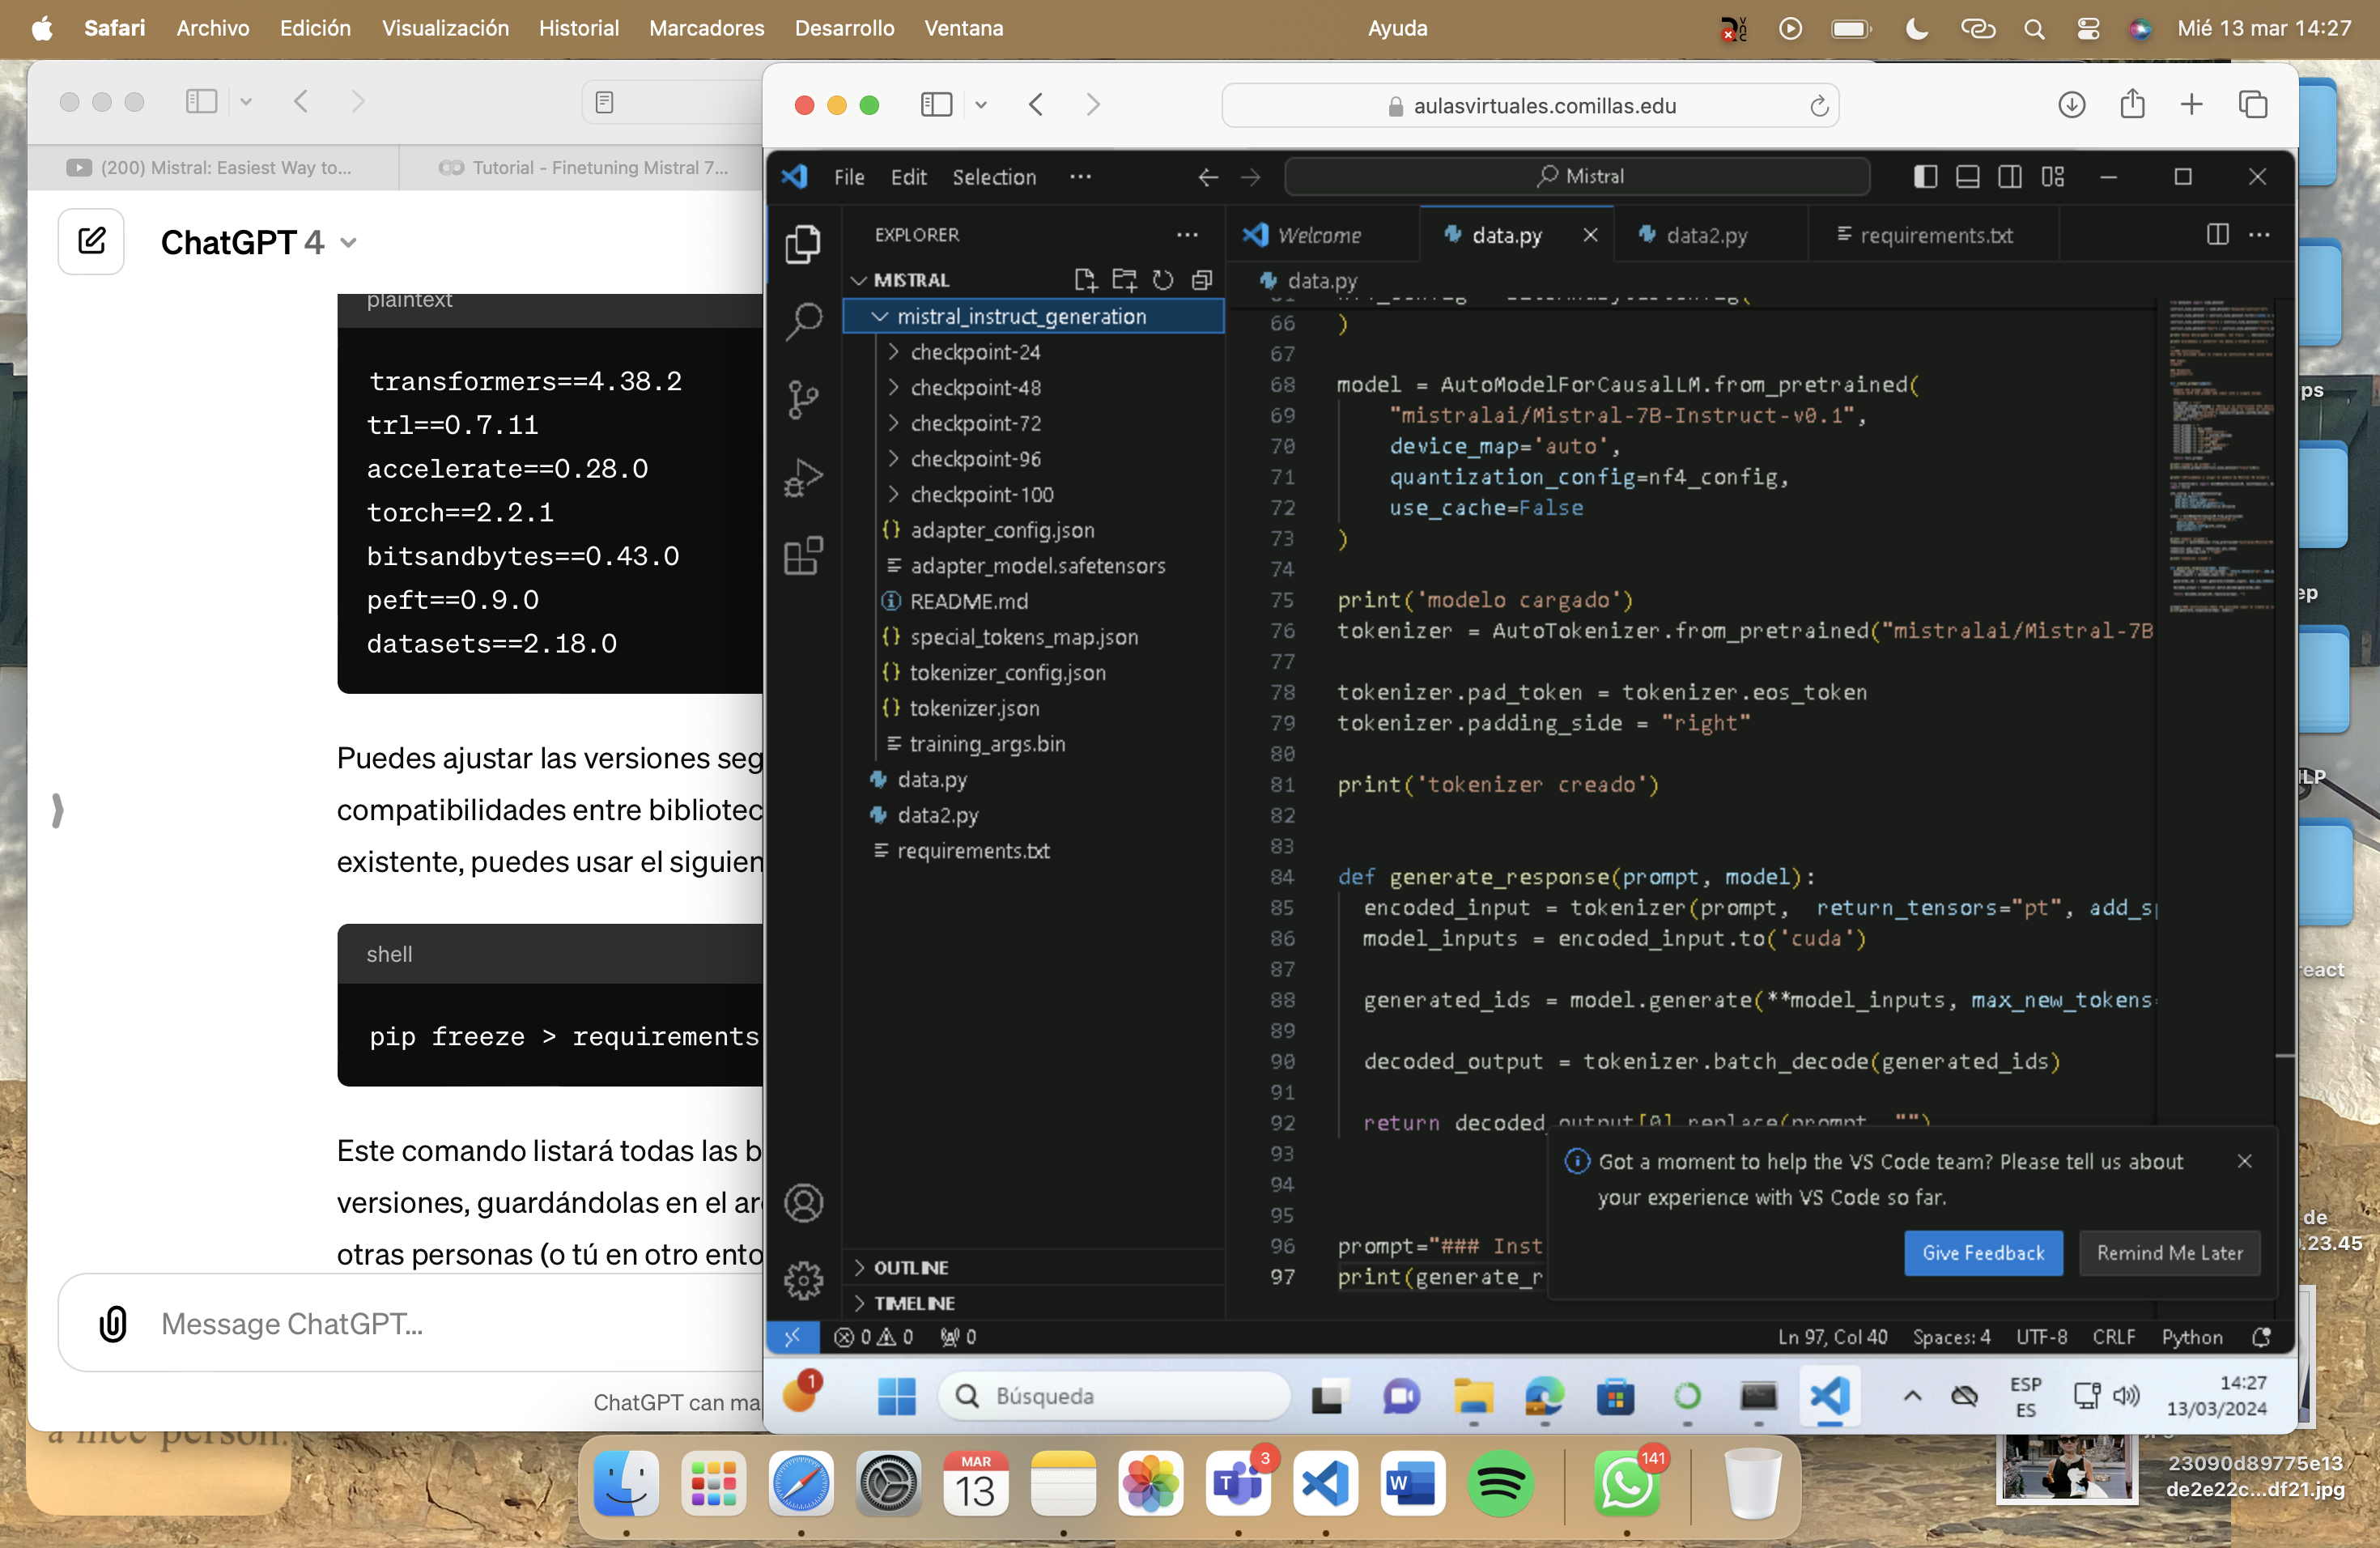 Safari Archivo Edición Visualización Historial Marcadores Desarrollo Ventana Ayuda Mié 13 mar 14:27
(200) Mistral: Easiest Way to...
Tutorial - Finetuning Mistral 7...
ChatGPT 4
plaintext
transformers==4.38.2
trl==0.7.11
accelerate==0.28.0
torch==2.2.1
bitsandbytes==0.43.0
peft==0.9.0
datasets==2.18.0
Puedes ajustar las versiones seg
compatibilidades entre bibliotec
existente, puedes usar el siguien
shell
pip freeze > requirements
Este comando listará todas las b
versiones, guardándolas en el ar
otras personas (o tú en otro ento
Message ChatGPT...
ChatGPT can ma
aulasvirtuales.comillas.edu
File Edit Selection ... Mistral
EXPLORER
MISTRAL
mistral_instruct_generation
checkpoint-24
checkpoint-48
checkpoint-72
checkpoint-96
checkpoint-100
adapter_config.json
adapter_model.safetensors
README.md
special_tokens_map.json
tokenizer_config.json
tokenizer.json
training_args.bin
data.py
data2.py
requirements.txt
OUTLINE
TIMELINE
Welcome data.py data2.py requirements.txt
data.py
66 )
67
68 model = AutoModelForCausalLM.from_pretrained(
69 "mistralai/Mistral-7B-Instruct-v0.1",
70 device_map='auto',
71 quantization_config=nf4_config,
72 use_cache=False
73 )
74
75 print('modelo cargado')
76 tokenizer = AutoTokenizer.from_pretrained("mistralai/Mistral-7B
77
78 tokenizer.pad_token = tokenizer.eos_token
79 tokenizer.padding_side = "right"
80
81 print('tokenizer creado')
82
83
84 def generate_response(prompt, model):
85 encoded_input = tokenizer(prompt, return_tensors="pt", add_sp
86 model_inputs = encoded_input.to('cuda')
87
88 generated_ids = model.generate(**model_inputs, max_new_tokens=
89
90 decoded_output = tokenizer.batch_decode(generated_ids)
91
92 return decoded_output[0].replace(prompt, "")
93
94
95
96 prompt="### Inst
97 print(generate_r
Got a moment to help the VS Code team? Please tell us about
your experience with VS Code so far.
Give Feedback Remind Me Later
0 0 0 Ln 97, Col 40 Spaces: 4 UTF-8 CRLF Python
1 Búsqueda ESP
ES
14:27
13/03/2024
ps
ep
LP
react
de
.23.45
a nice person.
MAR
13
3
141
23090d89775e13
de2e22c...df21.jpg